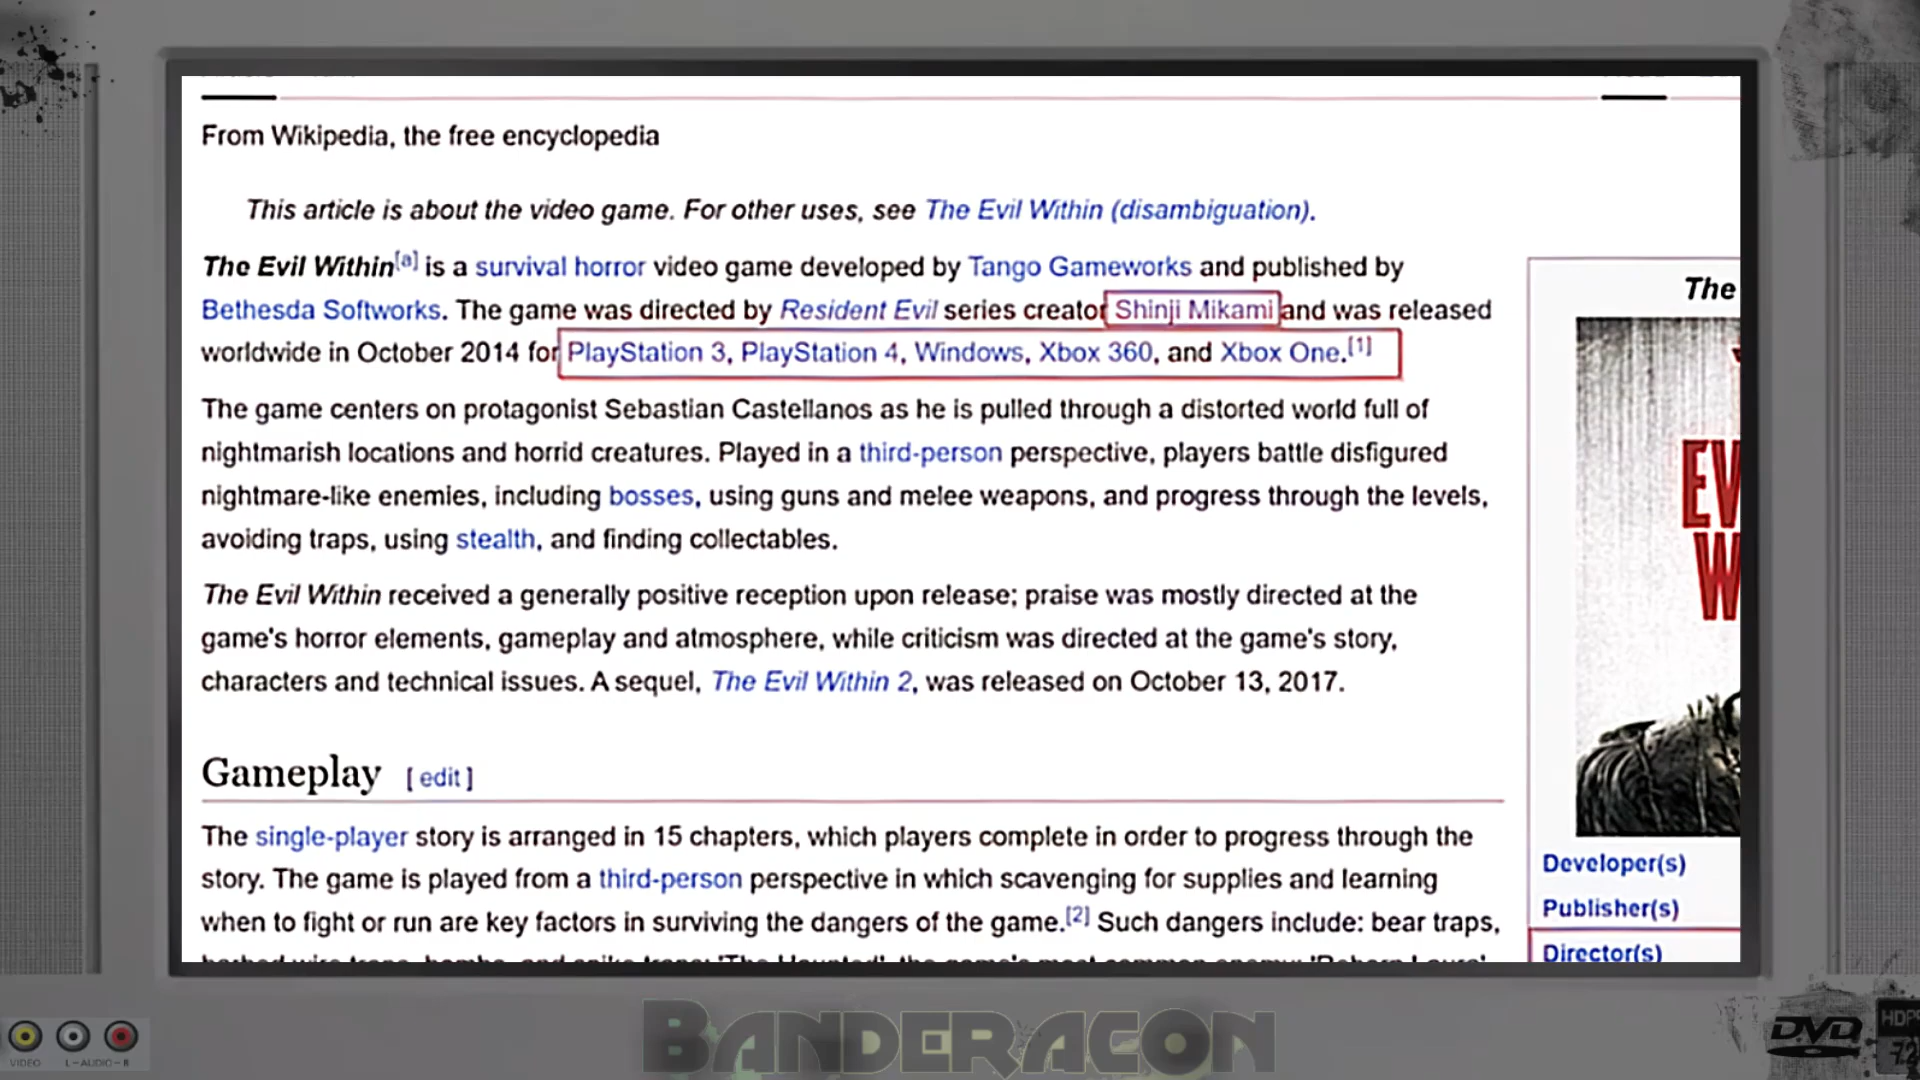 From Wikipedia, the free encyclopedia
This article is about the video game. For other uses, see The Evil Within (disambiguation).
The Evil Within[a] is a survival horror video game developed by Tango Gameworks and published by
Bethesda Softworks. The game was directed by Resident Evil series creator Shinji Mikami and was released
worldwide in October 2014 for PlayStation 3, PlayStation 4, Windows, Xbox 360, and Xbox One.[1]
The game centers on protagonist Sebastian Castellanos as he is pulled through a distorted world full of
nightmarish locations and horrid creatures. Played in a third-person perspective, players battle disfigured
nightmare-like enemies, including bosses, using guns and melee weapons, and progress through the levels,
avoiding traps, using stealth, and finding collectables.
The Evil Within received a generally positive reception upon release; praise was mostly directed at the
game's horror elements, gameplay and atmosphere, while criticism was directed at the game's story,
characters and technical issues. A sequel, The Evil Within 2, was released on October 13, 2017.
Gameplay [ edit ]
The single-player story is arranged in 15 chapters, which players complete in order to progress through the
story. The game is played from a third-person perspective in which scavenging for supplies and learning
when to fight or run are key factors in surviving the dangers of the game.[2] Such dangers include: bear traps,
The
EV
W
Developer(s)
Publisher(s)
Director(s)
VIDEO L-AUDIO-R
BANDERACON
DVD
HDP
72